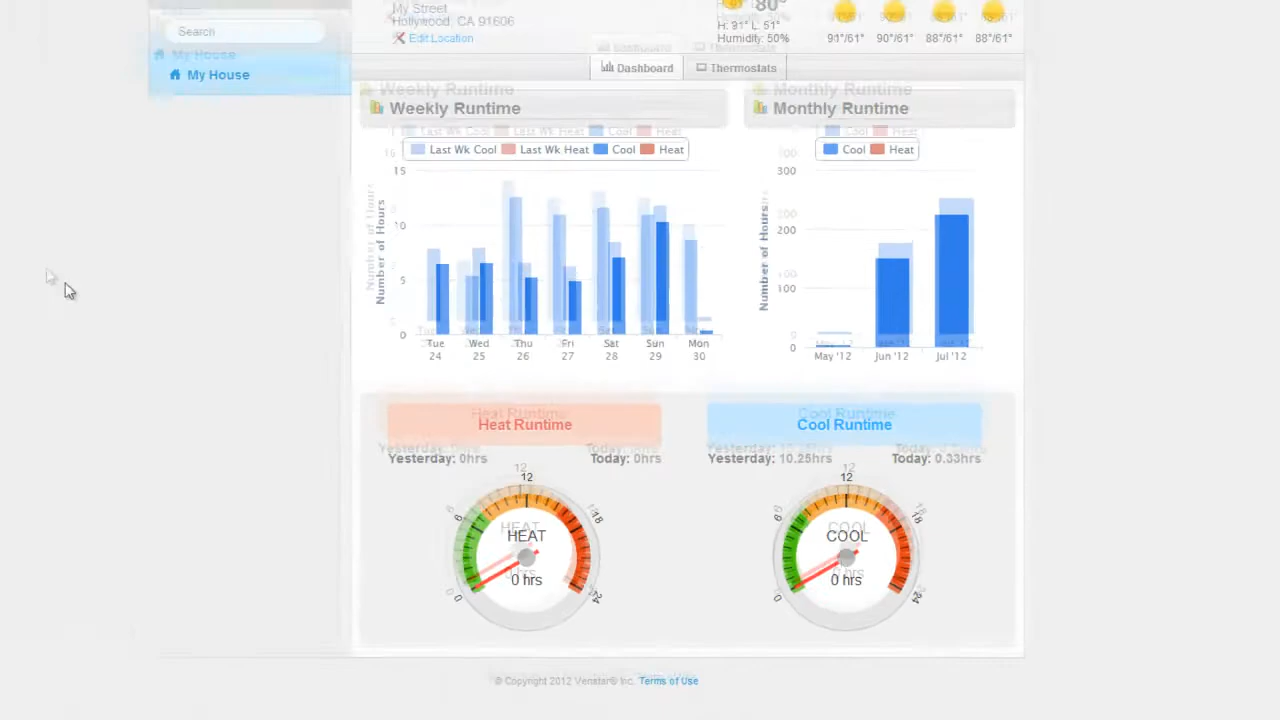 My Street
80°
Search
Hollywood, CA 91606
H: 91° L: 51°
Edit Location
Humidity: 50%
90°/61° 90°/61° 88°/61° 88°/61°
My House
Dashboard
Thermostats
Weekly Runtime
Monthly Runtime
Last Wk Cool Last Wk Heat Cool Heat
Cool Heat
Number of Hours
15
10
5
0
Tue 24
Wed 25
Thu 26
Fri 27
Sat 28
Sun 29
Mon 30
Number of Hours
300
200
100
0
May '12 Jun '12 Jul '12
Heat Runtime
Cool Runtime
Yesterday: 0hrs
Today: 0hrs
Yesterday: 10.25hrs
Today: 0.33hrs
0 6 12 18 24
HEAT
0 hrs
0 6 12 18 24
COOL
0 hrs
© Copyright 2012 Venstar® Inc. Terms of Use